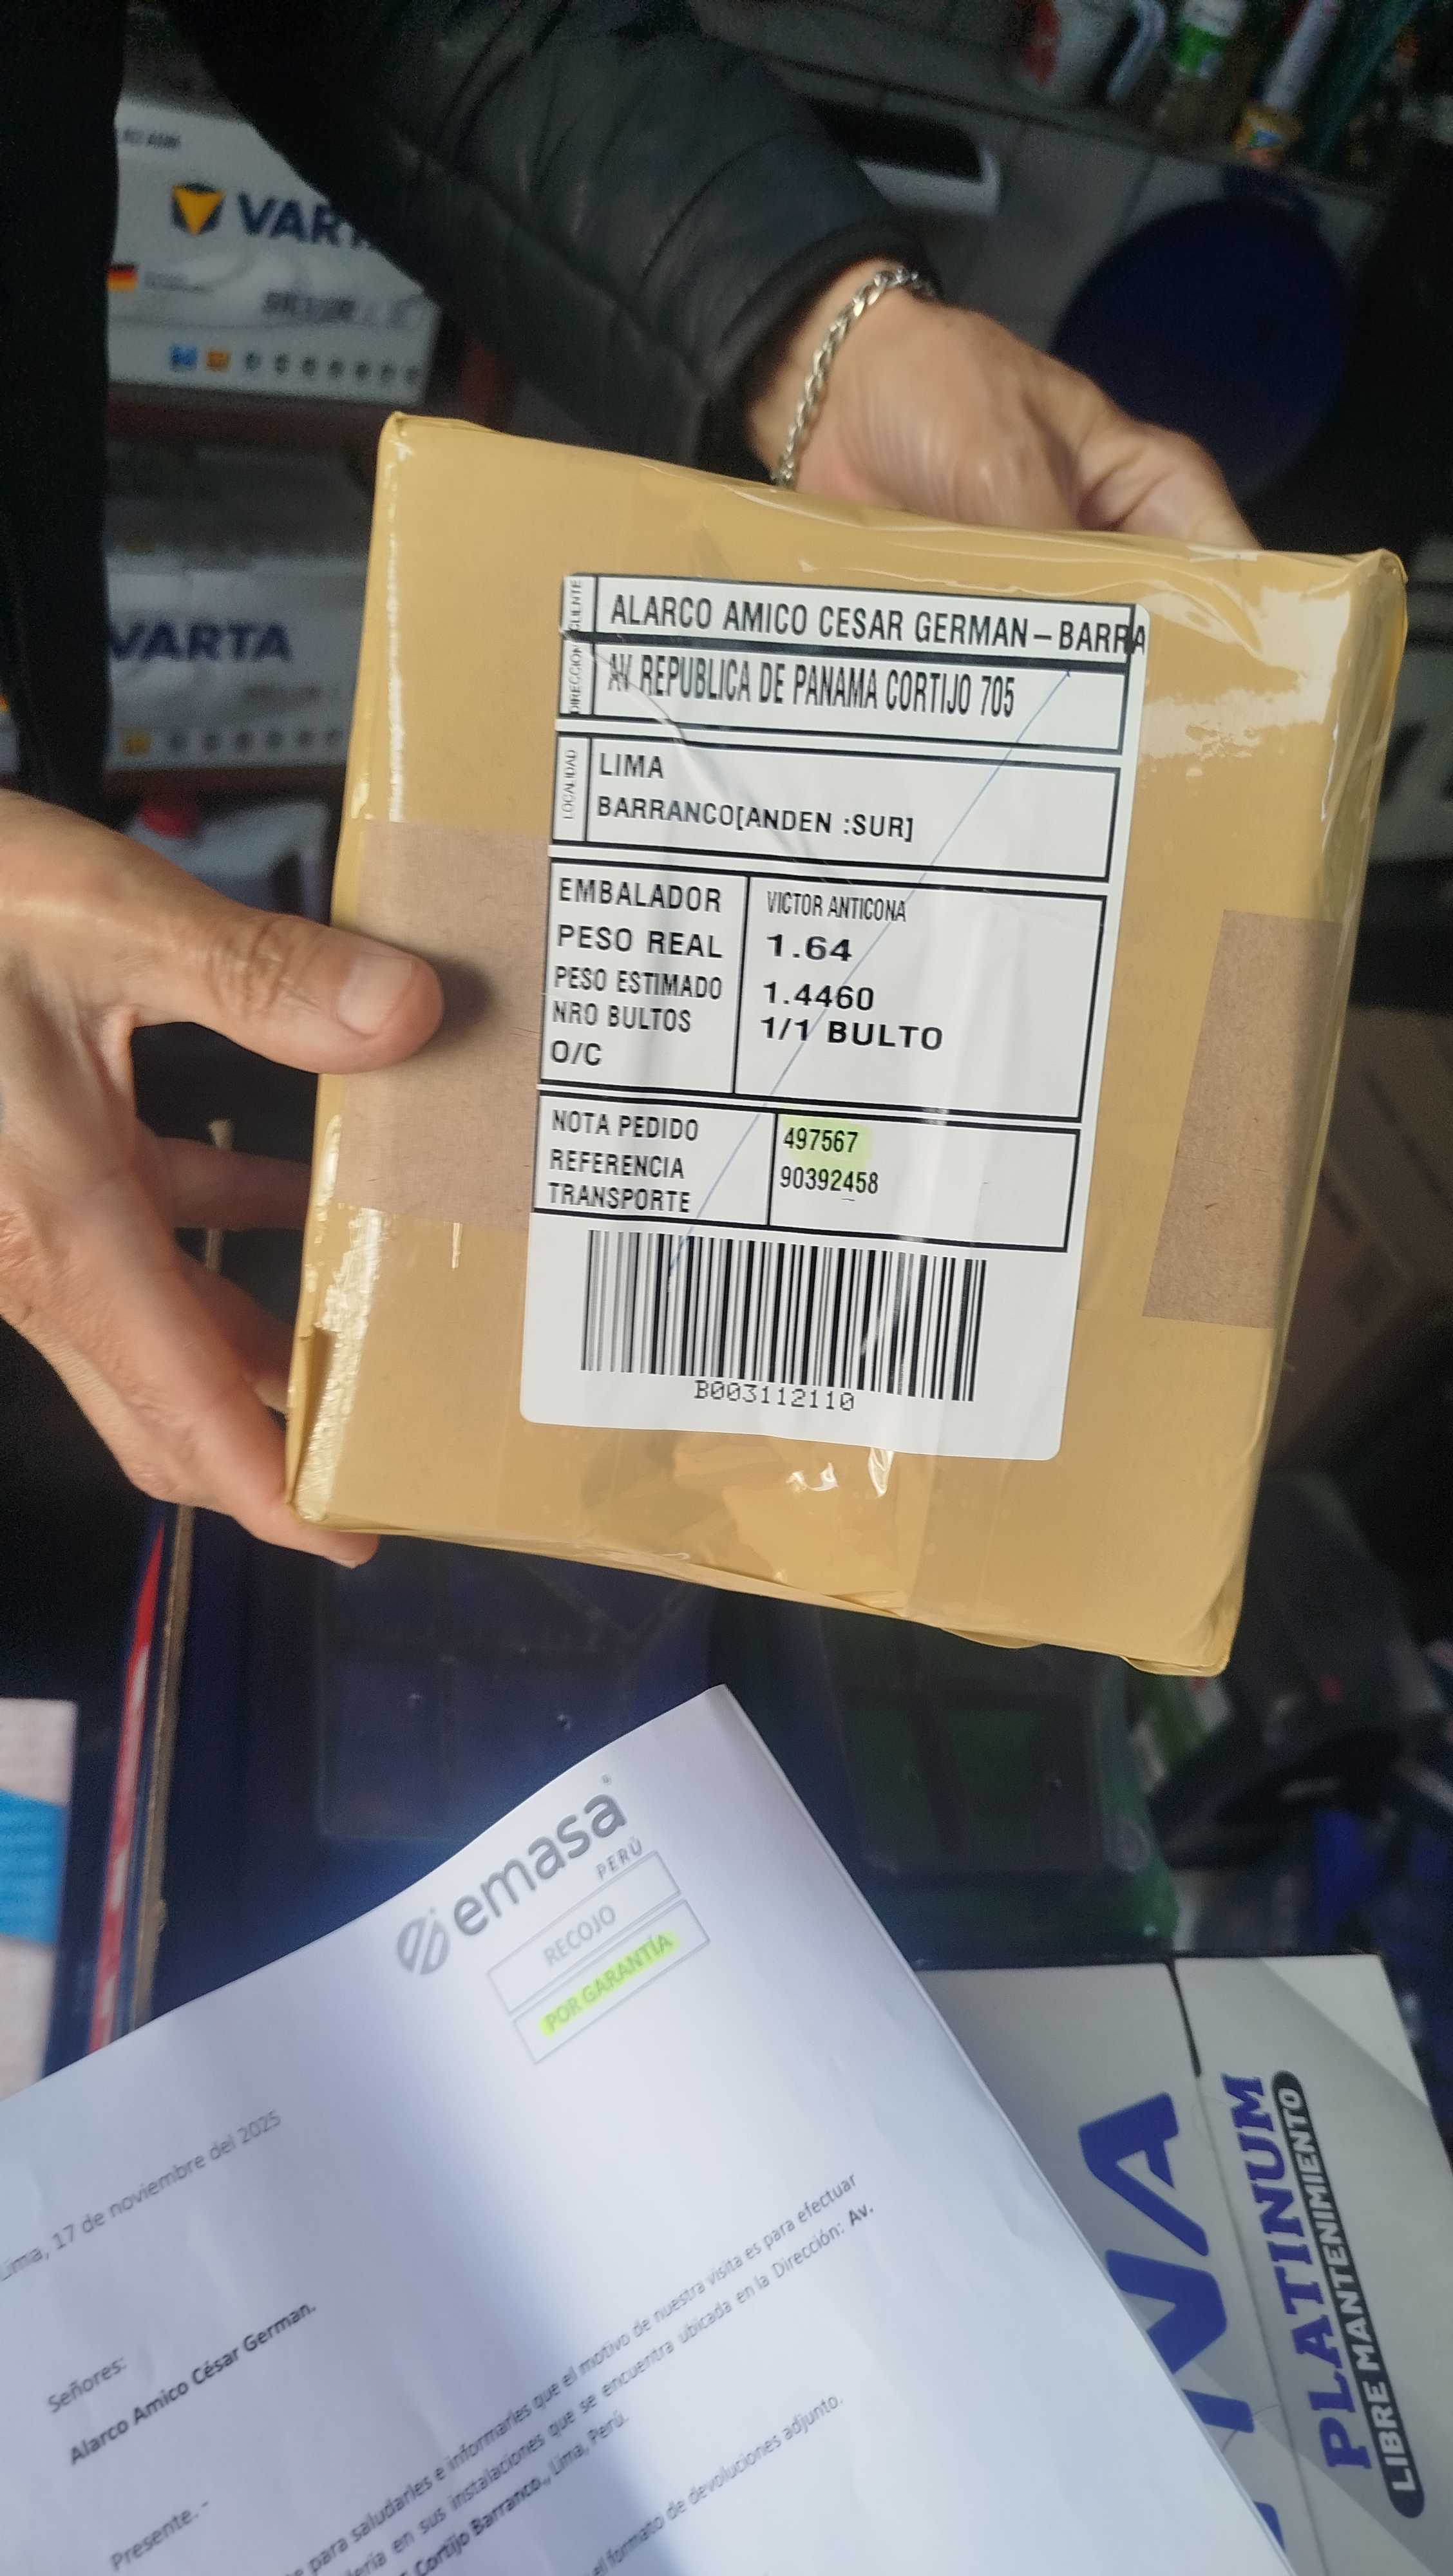 VARTA
VARTA
CLIENTE
ALARCO AMICO CESAR GERMAN – BARRA
DIRECCIÓN
AV REPUBLICA DE PANAMA CORTIJO 705
LOCALIDAD
LIMA
BARRANCO[ANDEN :SUR]
EMBALADOR VICTOR ANTICONA
PESO REAL 1.64
PESO ESTIMADO 1.4460
NRO BULTOS 1/1 BULTO
O/C
NOTA PEDIDO 497567
REFERENCIA 90392458
TRANSPORTE
B003112110
emasa
PERÚ
RECOJO
POR GARANTÍA
Lima, 17 de noviembre del 2025
Señores:
Alarco Amico César German.
Presente. -
para saludarles e informarles que el motivo de nuestra visita es para efectuar
en sus instalaciones que se encuentra ubicada en la Dirección: Av.
Cortijo Barranco., Lima, Perú.
el formato de devoluciones adjunto.
NA
PLATINUM
LIBRE MANTENIMIENTO